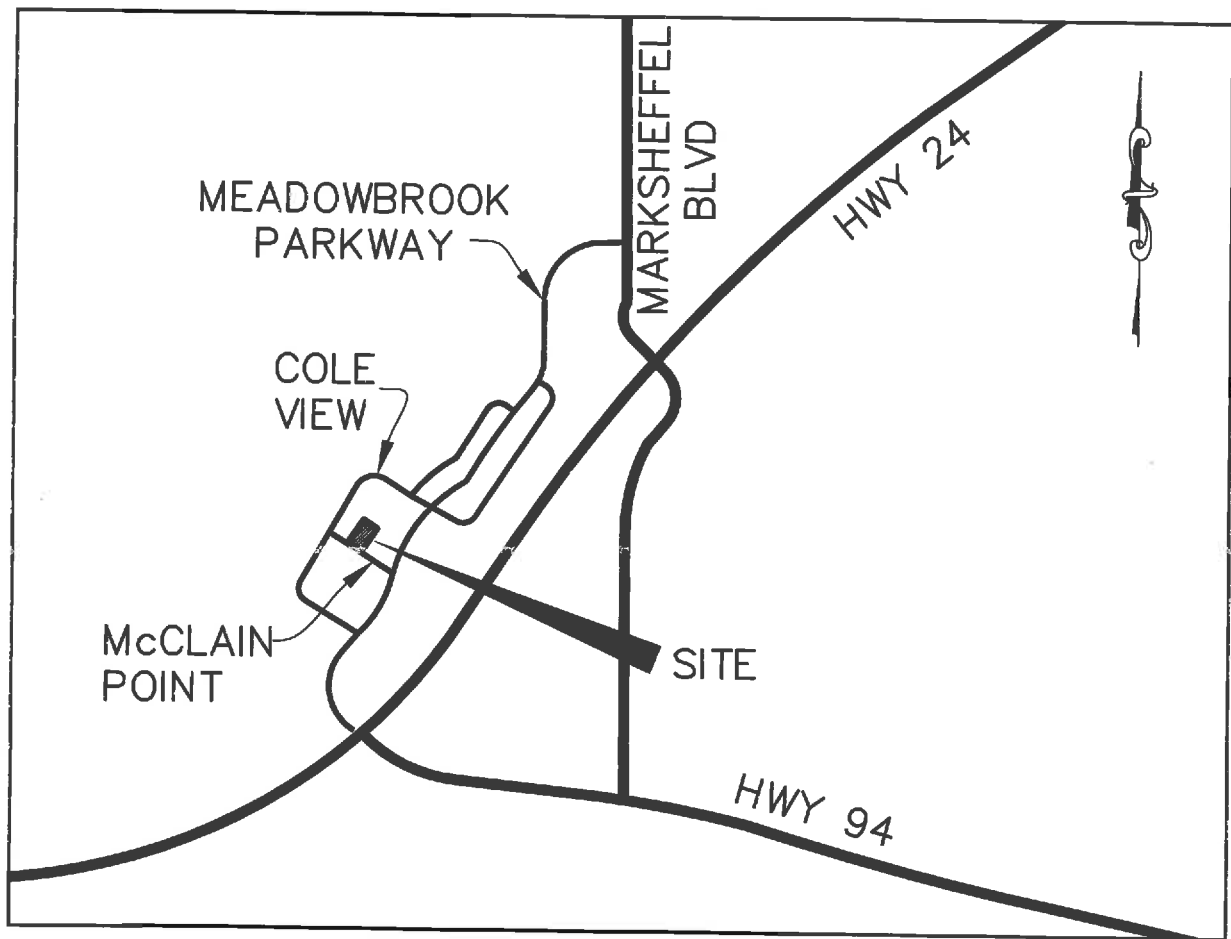 MARKSHEFFEL
BLVD
HWY 24
MEADOWBROOK
PARKWAY
COLE
VIEW
McCLAIN
POINT
SITE
HWY 94